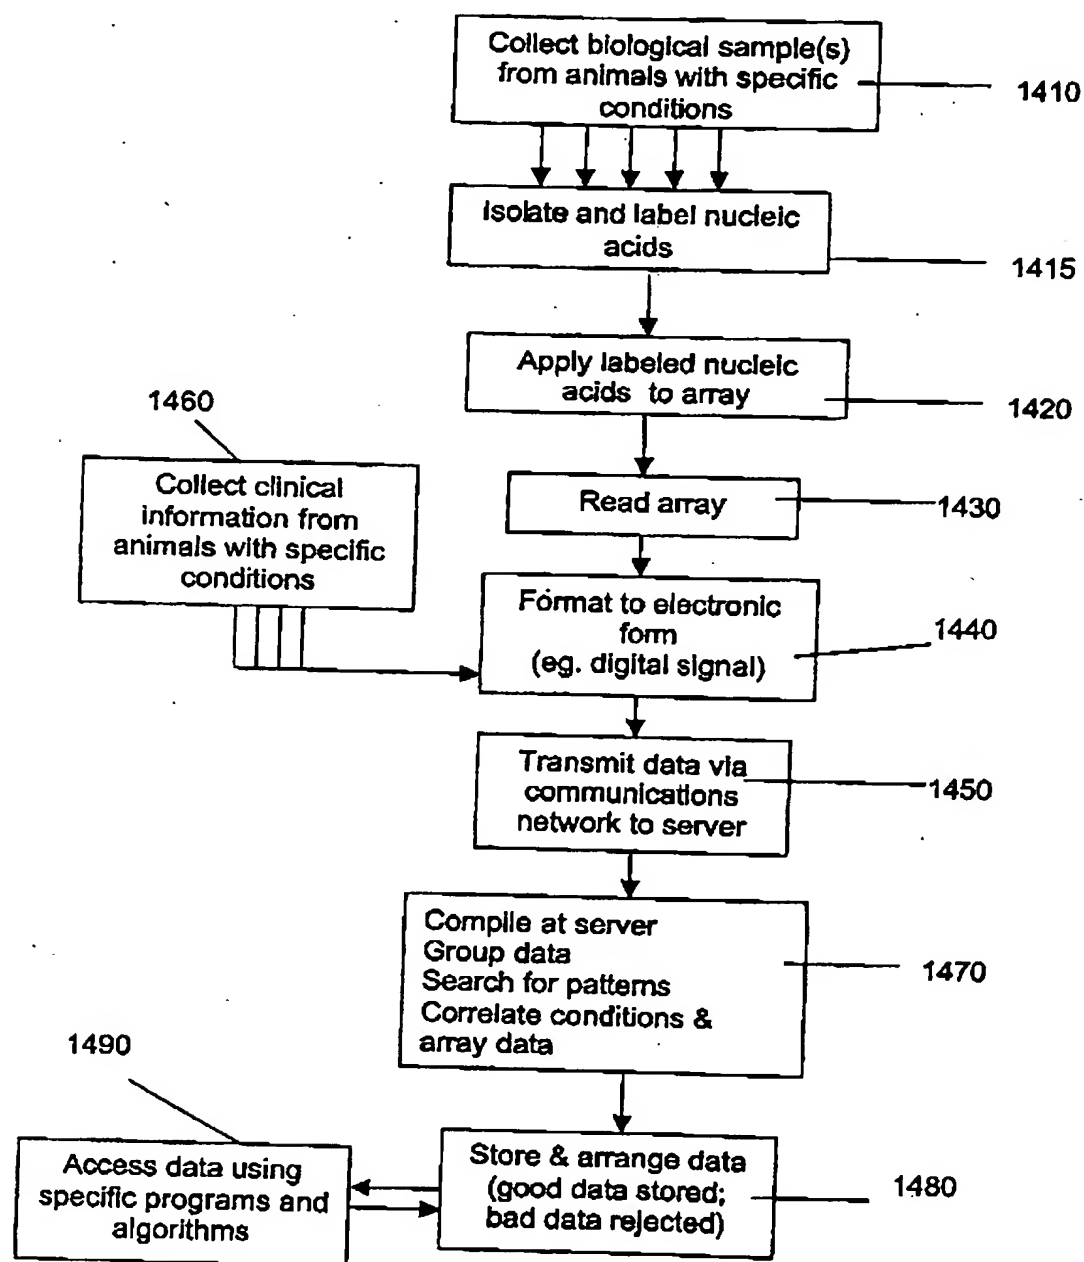 Collect biological sample(s)
from animals with specific
conditions
1410
Isolate and label nucleic
acids
1415
Apply labeled nucleic
acids to array
1420
1460
Collect clinical
information from
animals with specific
conditions
Read array
1430
Format to electronic
form
(eg. digital signal)
1440
Transmit data via
communications
network to server
1450
Compile at server
Group data
Search for patterns
Correlate conditions &
array data
1470
1490
Access data using
specific programs and
algorithms
Store & arrange data
(good data stored;
bad data rejected)
1480